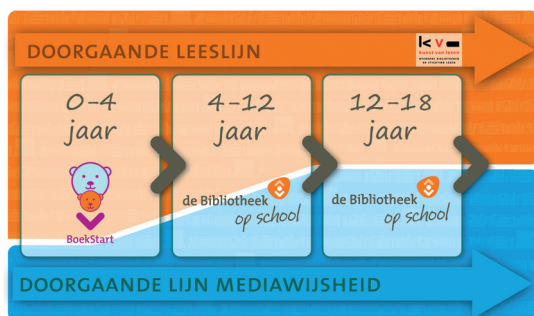 DOORGAANDE LEESLIJN
kvl
kunst van lezen
0-4
jaar
BoekStart
4-12
jaar
de Bibliotheek
op school
12-18
jaar
de Bibliotheek
op school
DOORGAANDE LIJN MEDIAWIJSHEID